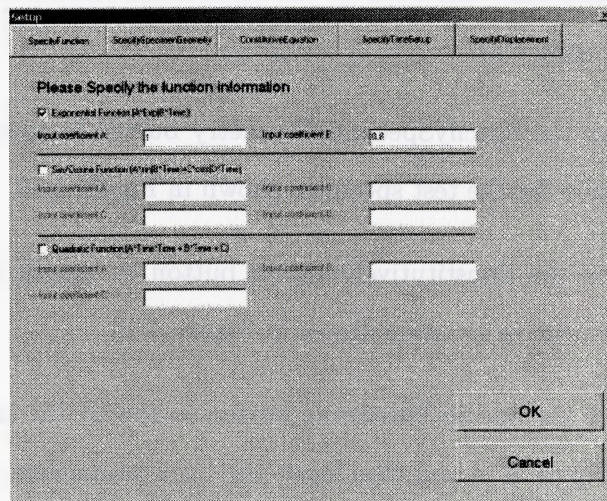 Setup
SpecifyFunction SpecifySpecimenGeometry ConstitutiveEquation SpecifyTimeSetup SpecifyDisplacement
Please Specify the function information
Exponential Function (A*Exp(B*Time))
Input coefficient A: 1 Input coefficient B: 0.8
Sin/Cosine Function (A*sin(B*Time)+C*cos(D*Time)
Input coefficient A: Input coefficient B:
Input coefficient C: Input coefficient D:
Quadratic Function (A*Time*Time + B*Time + C)
Input coefficient A: Input coefficient B:
Input coefficient C:
OK
Cancel